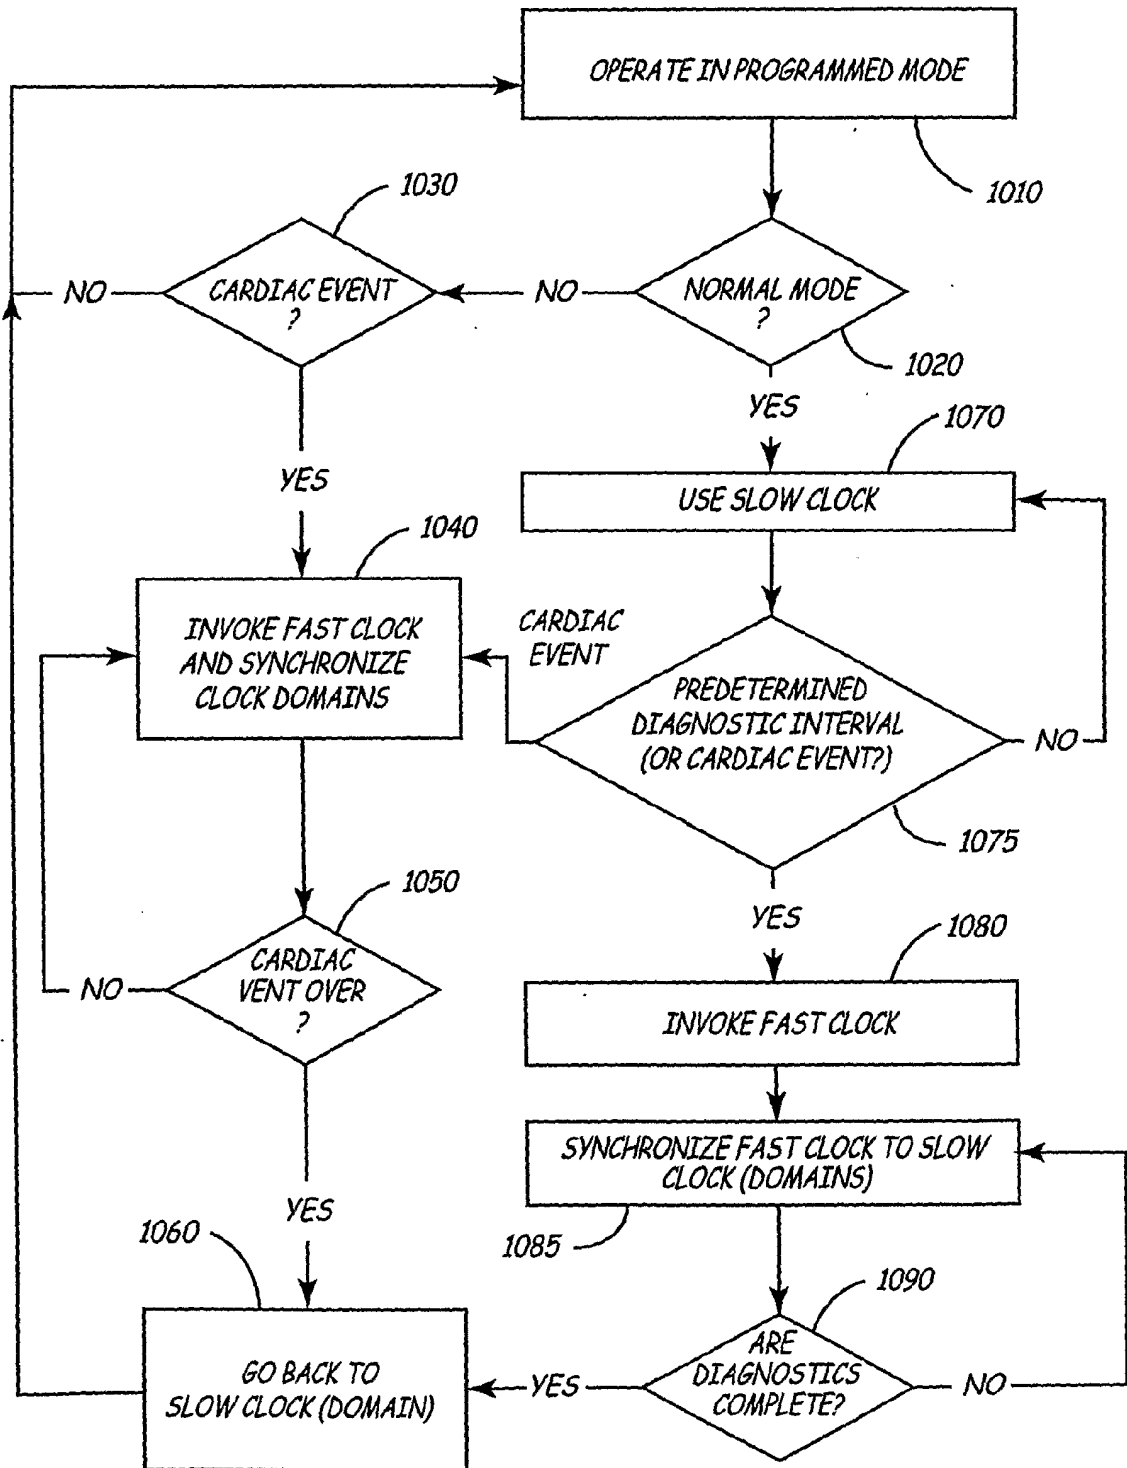 OPERATE IN PROGRAMMED MODE
1010
1030
CARDIAC EVENT
?
NO
NO
NORMAL MODE
?
1020
YES
YES
1070
USE SLOW CLOCK
1040
INVOKE FAST CLOCK
AND SYNCHRONIZE
CLOCK DOMAINS
CARDIAC
EVENT
PREDETERMINED
DIAGNOSTIC INTERVAL
(OR CARDIAC EVENT?)
NO
1075
1050
CARDIAC
VENT OVER
?
NO
YES
1080
INVOKE FAST CLOCK
SYNCHRONIZE FAST CLOCK TO SLOW
CLOCK (DOMAINS)
1085
YES
1060
GO BACK TO
SLOW CLOCK (DOMAIN)
1090
ARE
DIAGNOSTICS
COMPLETE?
YES
NO